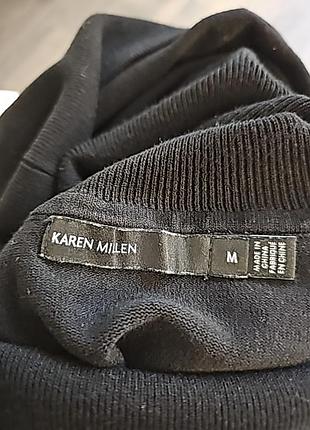 KAREN MILLEN
M
MADE IN
CHINA
FABRIQUÉ
EN CHINE